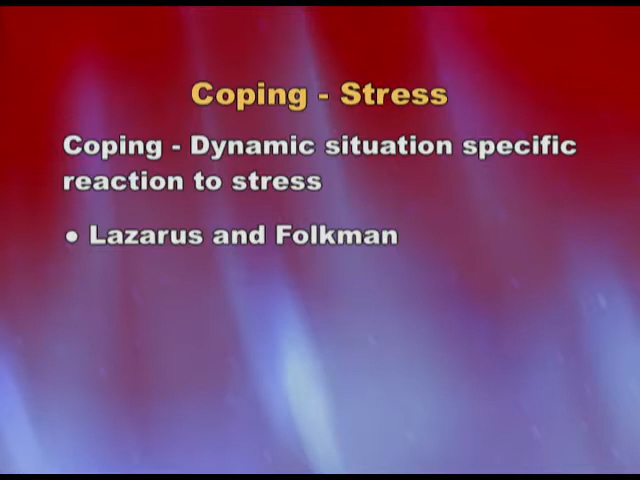 Coping - Stress
Coping - Dynamic situation specific
reaction to stress
● Lazarus and Folkman